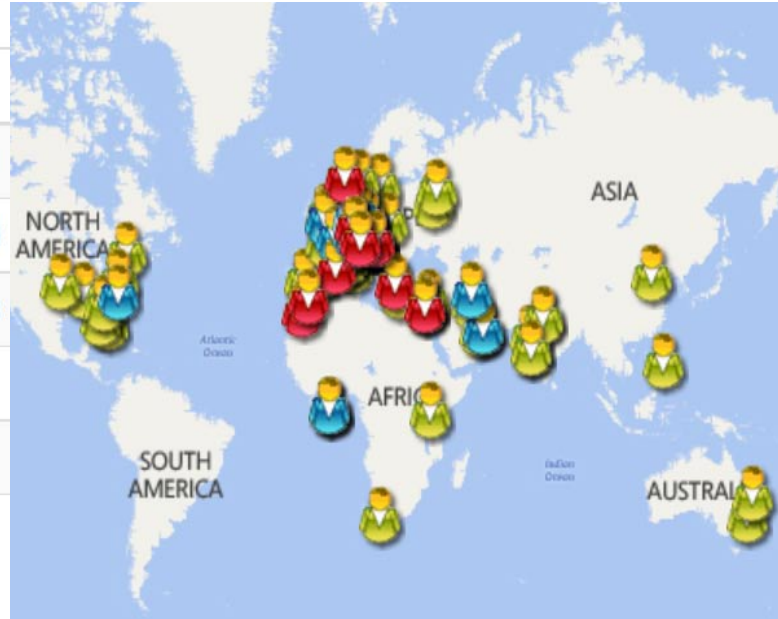 ASIA
NORTH
AMERICA
Atlantic
Ocean
AFRIC
SOUTH
AMERICA
Indian
Ocean
AUSTRAL